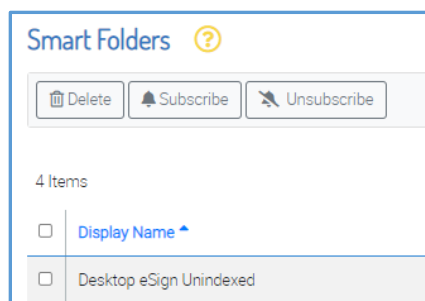 Smart Folders ?
Delete Subscribe Unsubscribe
4 Items
Display Name
Desktop eSign Unindexed